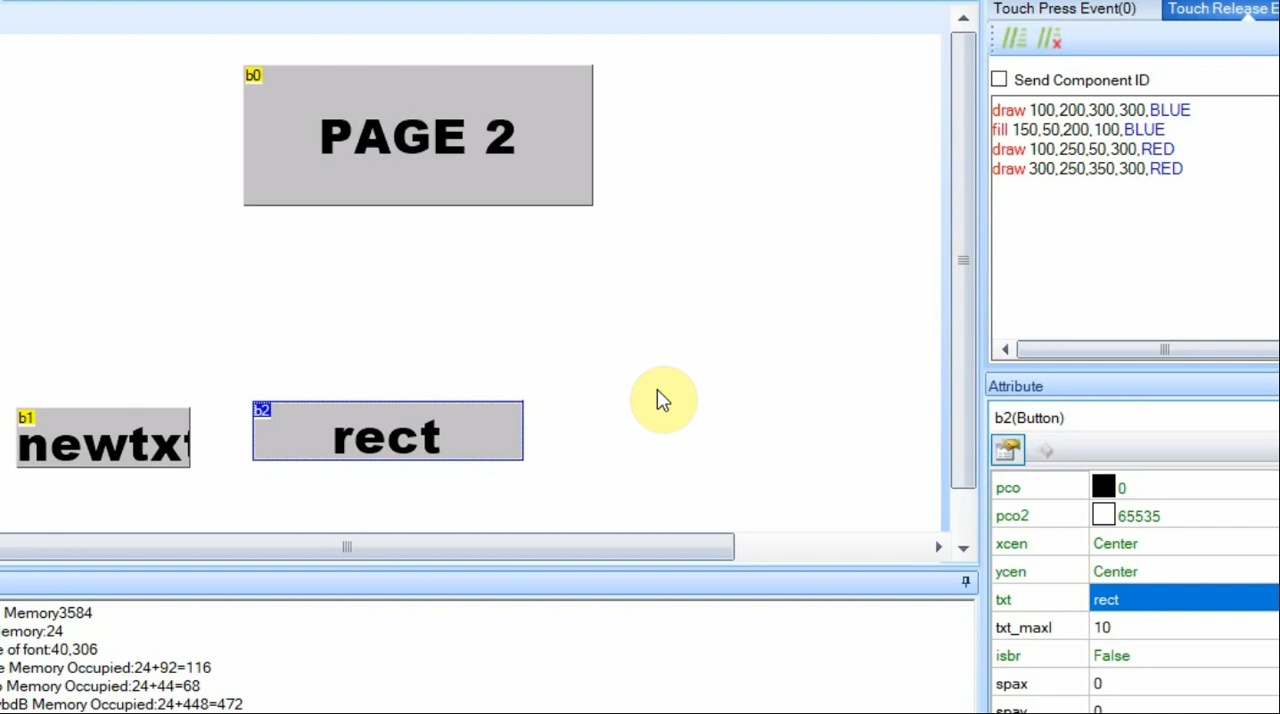 Touch Press Event(0)
Touch Release E
Send Component ID
draw 100,200,300,300,BLUE
fill 150,50,200,100,BLUE
draw 100,250,50,300,RED
draw 300,250,350,300,RED
b0
PAGE 2
b1
newtxt
b2
rect
Attribute
b2(Button)
pco 0
pco2 65535
xcen Center
ycen Center
txt rect
txt_maxl 10
isbr False
spax 0
spay 0
Memory3584
emory:24
e of font:40,306
e Memory Occupied:24+92=116
o Memory Occupied:24+44=68
ybdB Memory Occupied:24+448=472